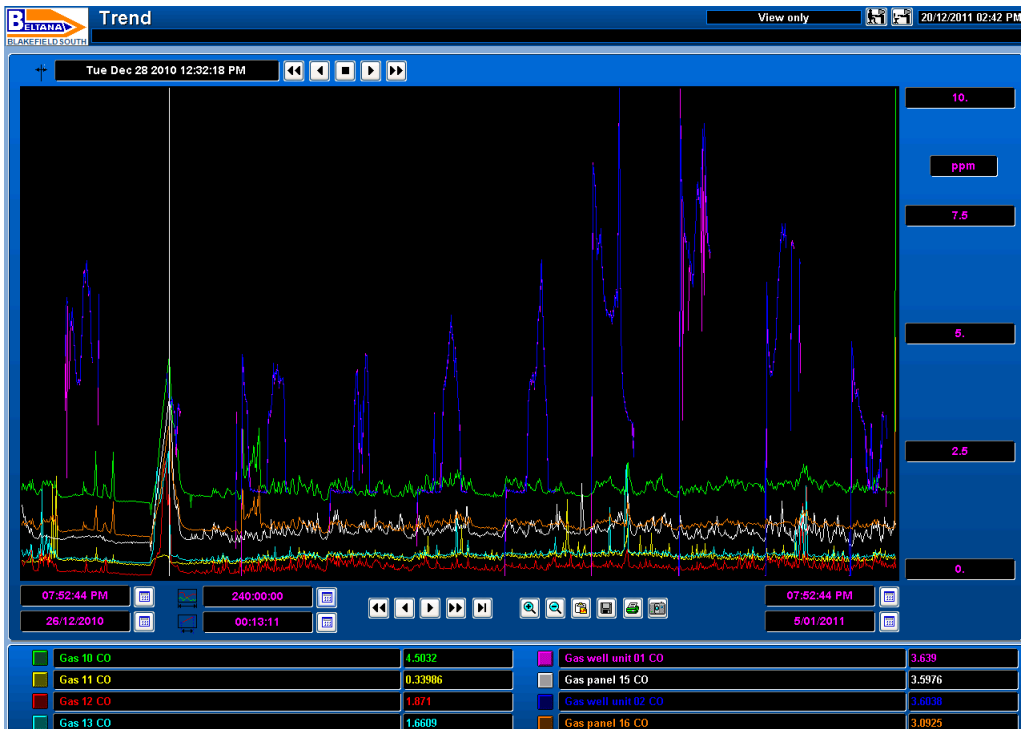 BELTANA
BLAKEFIELD SOUTH
Trend
View only
20/12/2011 02:42 PM
Tue Dec 28 2010 12:32:18 PM
10.
ppm
7.5
5.
2.5
0.
07:52:44 PM
240:00:00
07:52:44 PM
26/12/2010
00:13:11
5/01/2011
Gas 10 CO
4.5032
Gas well unit 01 CO
3.639
Gas 11 CO
0.33986
Gas panel 15 CO
3.5976
Gas 12 CO
1.871
Gas well unit 02 CO
3.6038
Gas 13 CO
1.6609
Gas panel 16 CO
3.0925